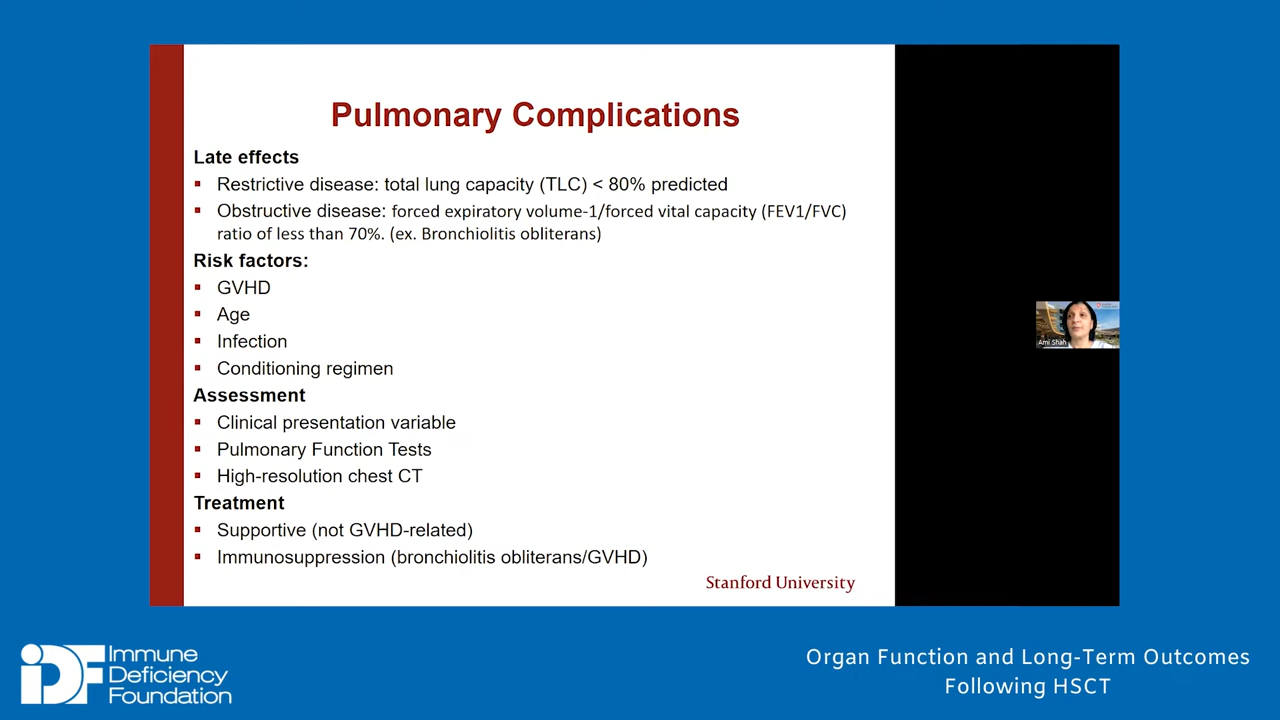 Pulmonary Complications
Late effects
Restrictive disease: total lung capacity (TLC) < 80% predicted
Obstructive disease: forced expiratory volume-1/forced vital capacity (FEV1/FVC)
ratio of less than 70%. (ex. Bronchiolitis obliterans)
Risk factors:
GVHD
Age
Infection
Conditioning regimen
Assessment
Clinical presentation variable
Pulmonary Function Tests
High-resolution chest CT
Treatment
Supportive (not GVHD-related)
Immunosuppression (bronchiolitis obliterans/GVHD)
Stanford University
Ami Shah
IDF
Immune
Deficiency
Foundation
Organ Function and Long-Term Outcomes
Following HSCT